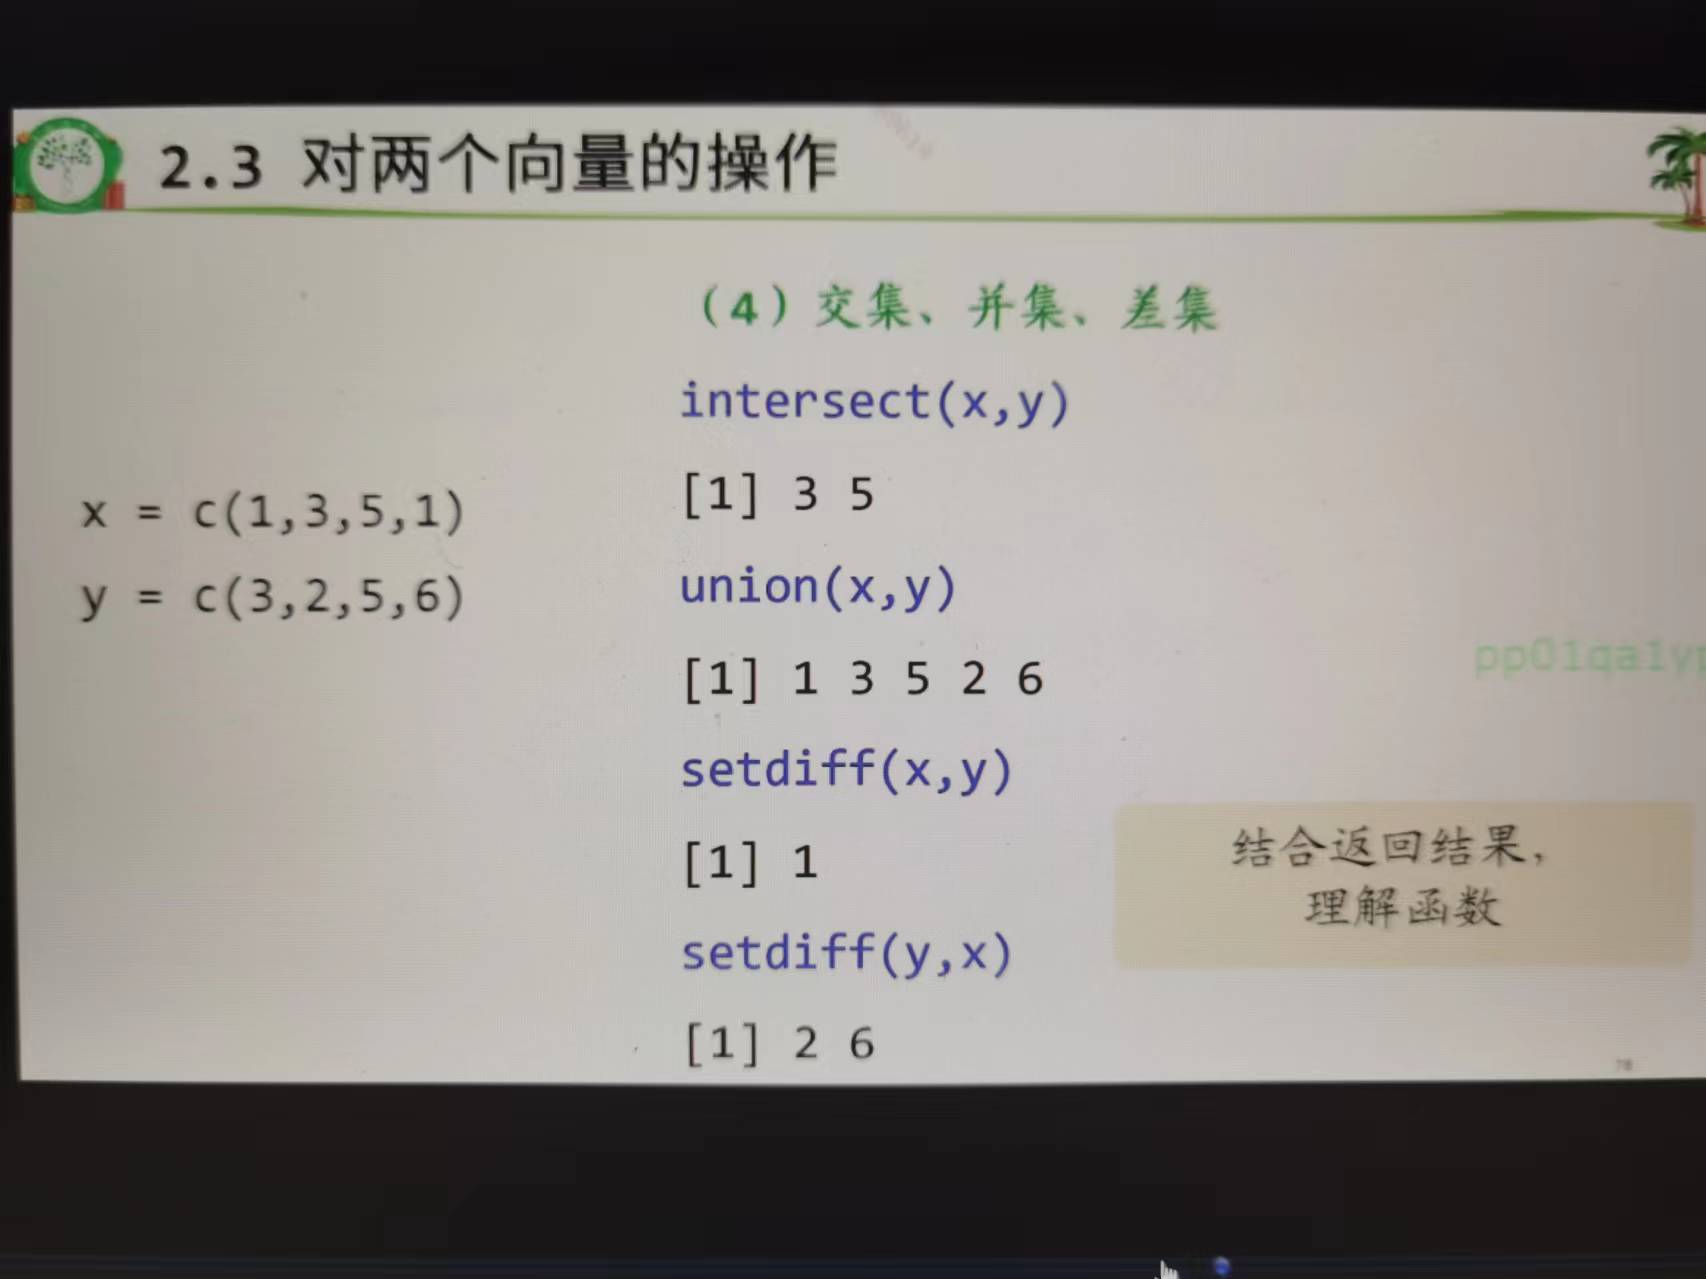 2.3 对两个向量的操作
（4）交集、并集、差集
x = c(1,3,5,1)
y = c(3,2,5,6)
intersect(x,y)
[1] 3 5
union(x,y)
[1] 1 3 5 2 6
setdiff(x,y)
[1] 1
setdiff(y,x)
[1] 2 6
结合返回结果，
理解函数
78